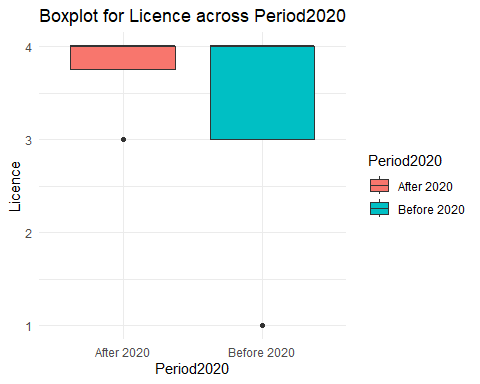 Boxplot for Licence across Period2020
4
3
2
1
Licence
After 2020
Before 2020
Period2020
Period2020
After 2020
Before 2020